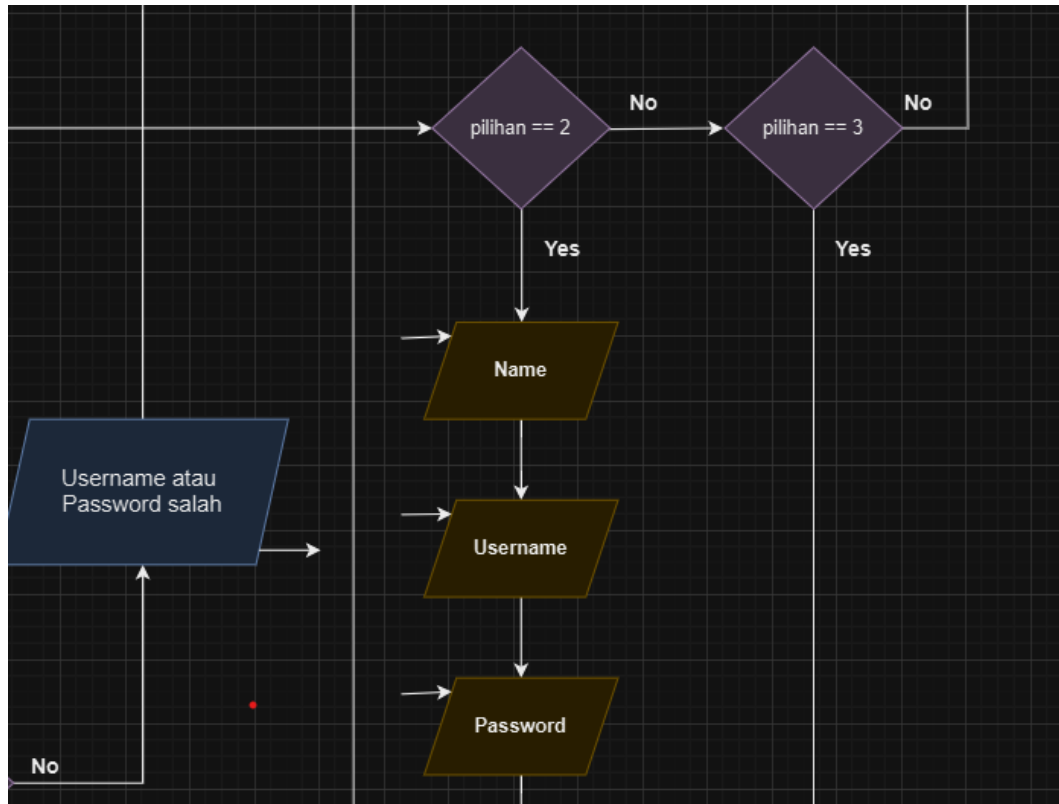 No
No
pilihan == 2
pilihan == 3
Yes
Yes
Name
Username atau
Password salah
Username
Password
No